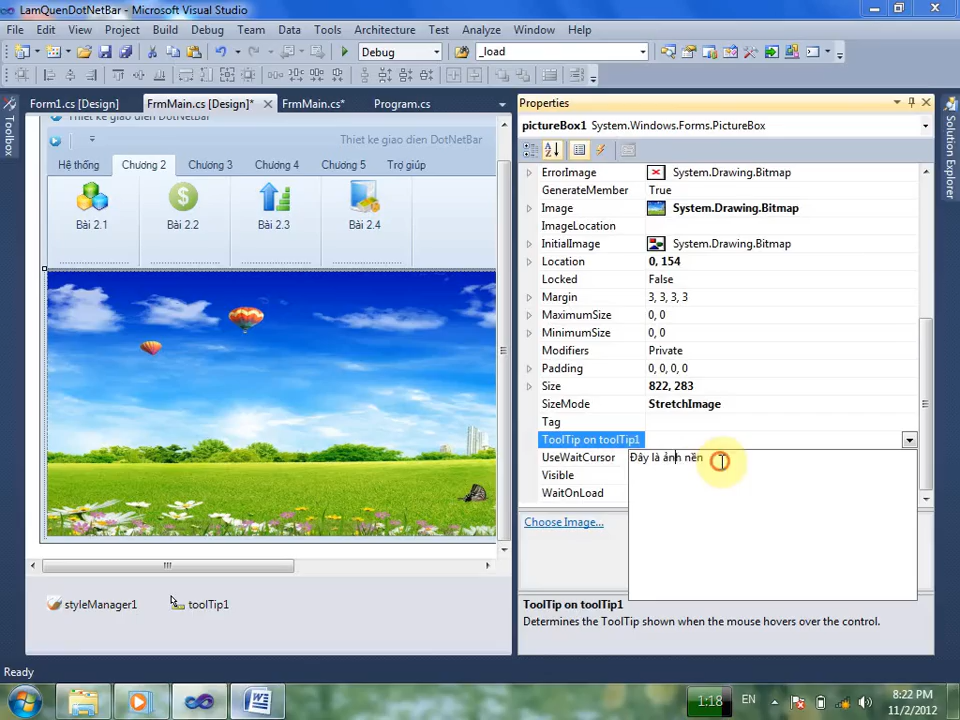 LamQuenDotNetBar - Microsoft Visual Studio
File Edit View Project Build Debug Team Data Tools Architecture Test Analyze Window Help
Debug _load
Form1.cs [Design] FrmMain.cs [Design]* FrmMain.cs* Program.cs
Toolbox
Thiet ke giao dien DotNetBar
Thiet ke giao dien DotNetBar
Hệ thống Chương 2 Chương 3 Chương 4 Chương 5 Trợ giúp
Bài 2.1 Bài 2.2 Bài 2.3 Bài 2.4
styleManager1 toolTip1
Properties
pictureBox1 System.Windows.Forms.PictureBox
ErrorImage System.Drawing.Bitmap
GenerateMember True
Image System.Drawing.Bitmap
ImageLocation
InitialImage System.Drawing.Bitmap
Location 0, 154
Locked False
Margin 3, 3, 3, 3
MaximumSize 0, 0
MinimumSize 0, 0
Modifiers Private
Padding 0, 0, 0, 0
Size 822, 283
SizeMode StretchImage
Tag
ToolTip on toolTip1
UseWaitCursor Đây là ảnh nền
Visible
WaitOnLoad
Choose Image...
ToolTip on toolTip1
Determines the ToolTip shown when the mouse hovers over the control.
Solution Explorer
Ready
1:18 EN 8:22 PM
11/2/2012